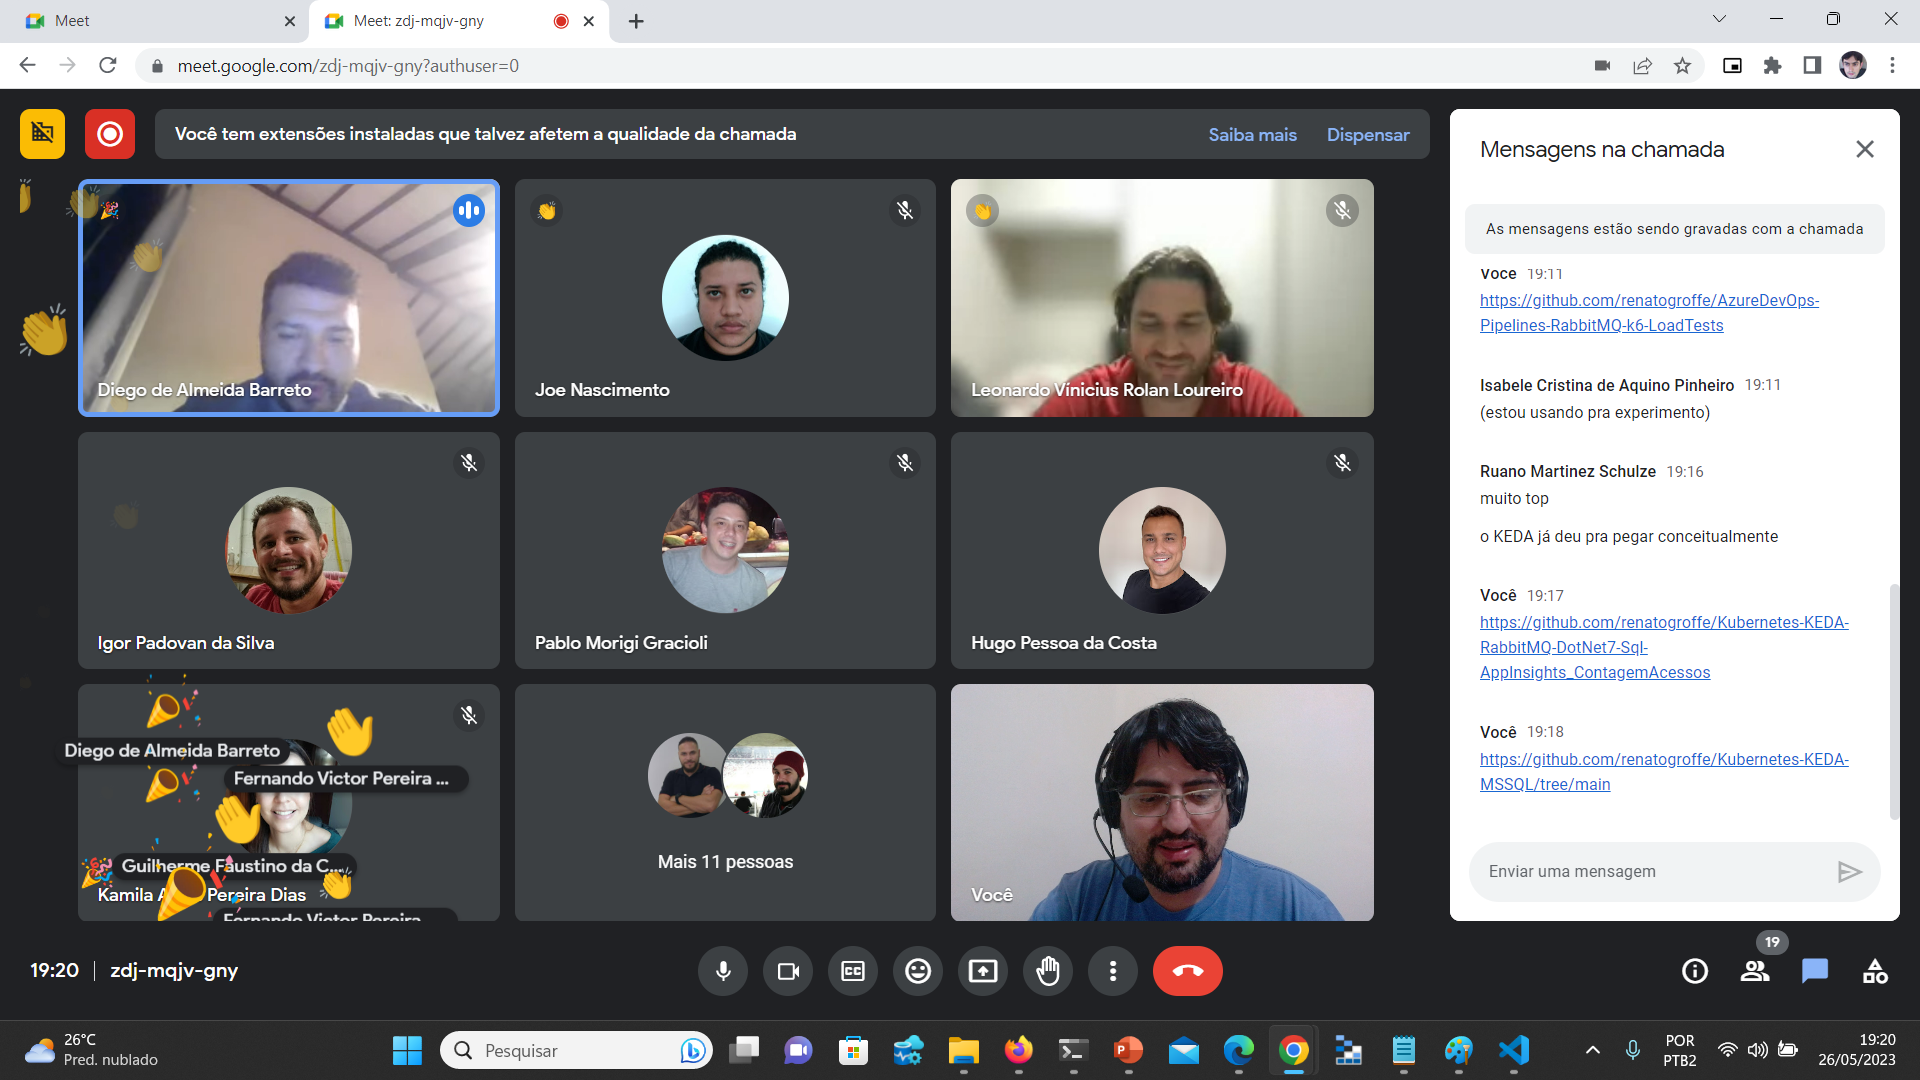 Meet
Meet: zdj-mqjv-gny
meet.google.com/zdj-mqjv-gny?authuser=0
Você tem extensões instaladas que talvez afetem a qualidade da chamada
Saiba mais
Dispensar
Diego de Almeida Barreto
Joe Nascimento
Leonardo Vínicius Rolan Loureiro
Igor Padovan da Silva
Pablo Morigi Gracioli
Hugo Pessoa da Costa
Diego de Almeida Barreto
Fernando Victor Pereira ...
Guilherme Faustino da C...
Kamila A Pereira Dias
Fernando Victor Pereira
Mais 11 pessoas
Você
Mensagens na chamada
As mensagens estão sendo gravadas com a chamada
Você 19:11
https://github.com/renatogroffe/AzureDevOps-
Pipelines-RabbitMQ-k6-LoadTests
Isabele Cristina de Aquino Pinheiro 19:11
(estou usando pra experimento)
Ruano Martinez Schulze 19:16
muito top
o KEDA já deu pra pegar conceitualmente
Você 19:17
https://github.com/renatogroffe/Kubernetes-KEDA-
RabbitMQ-DotNet7-Sql-
AppInsights_ContagemAcessos
Você 19:18
https://github.com/renatogroffe/Kubernetes-KEDA-
MSSQL/tree/main
Enviar uma mensagem
19:20 | zdj-mqjv-gny
CC
19
26°C
Pred. nublado
Pesquisar
POR
PTB2
19:20
26/05/2023